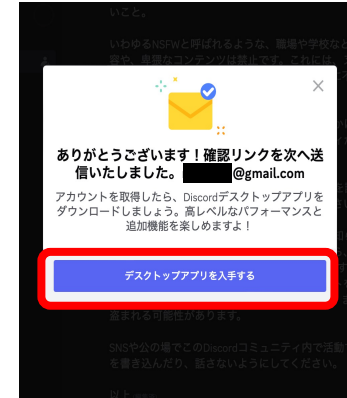 いこと。
いわゆるNSFWと呼ばれるような、職場や学校な
ありがとうございます！確認リンクを次へ送
信いたしました。
@gmail.com
アカウントを取得したら、Discordデスクトップアプリを
ダウンロードしましょう。高レベルなパフォーマンスと
追加機能を楽しめますよ！
デスクトップアプリを入手する
盗まれる可能性があります。
SNSや公の場でこのDiscordコミュニティ内で活動
を書き込んだり、話さないようにしてください。
以上